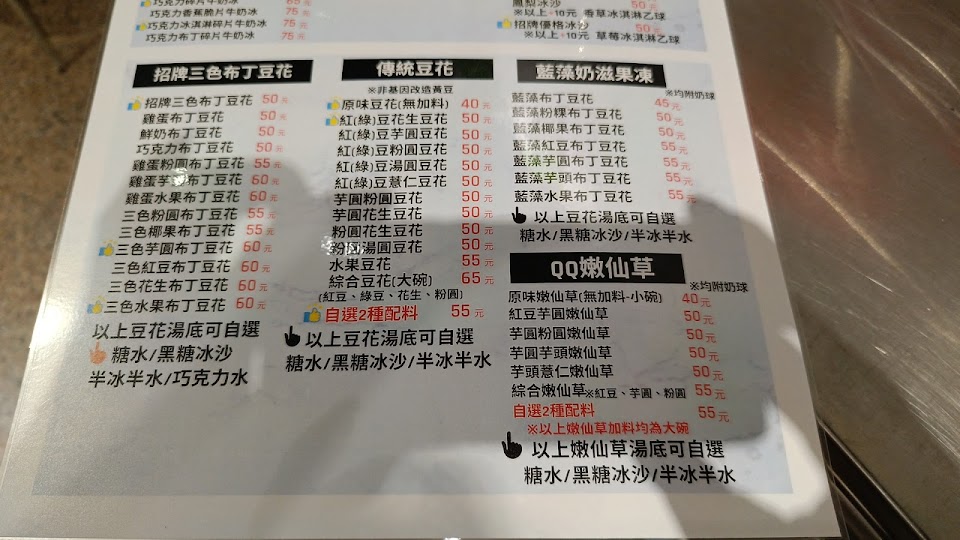 巧克力碎片牛奶冰 65元
巧克力香蕉脆片牛奶冰 75元
巧克力冰淇淋碎片牛奶冰 75元
巧克力布丁碎片牛奶冰 75元
鳳梨冰沙 50
※以上+10元 香草冰淇淋乙球
招牌優格冰沙 50元
※以上+10元 草莓冰淇淋乙球
招牌三色布丁豆花
招牌三色布丁豆花 50元
雞蛋布丁豆花 50元
鮮奶布丁豆花 50元
巧克力布丁豆花 50元
雞蛋粉圓布丁豆花 55元
雞蛋芋圓布丁豆花 60元
雞蛋水果布丁豆花 60元
三色粉圓布丁豆花 55元
三色椰果布丁豆花 55元
三色芋圓布丁豆花 60元
三色紅豆布丁豆花 60元
三色花生布丁豆花 60元
三色水果布丁豆花 60元
以上豆花湯底可自選
糖水/黑糖冰沙
半冰半水/巧克力水
傳統豆花
※非基因改造黃豆
原味豆花(無加料) 40元
紅(綠)豆花生豆花 50元
紅(綠)豆芋圓豆花 50元
紅(綠)豆粉圓豆花 50元
紅(綠)豆湯圓豆花 50元
紅(綠)豆薏仁豆花 50元
芋圓粉圓豆花 50元
芋圓花生豆花 50元
粉圓花生豆花 50元
粉圓湯圓豆花 50元
水果豆花 55元
綜合豆花(大碗) 65元
(紅豆、綠豆、花生、粉圓)
自選2種配料 55元
以上豆花湯底可自選
糖水/黑糖冰沙/半冰半水
藍藻奶滋果凍
※均附奶球
藍藻布丁豆花 45元
藍藻粉粿布丁豆花 50元
藍藻椰果布丁豆花 50元
藍藻紅豆布丁豆花 55元
藍藻芋圓布丁豆花 55元
藍藻芋頭布丁豆花 55元
藍藻水果布丁豆花 55元
以上豆花湯底可自選
糖水/黑糖冰沙/半冰半水
QQ嫩仙草
※均附奶球
原味嫩仙草(無加料-小碗) 40元
紅豆芋圓嫩仙草 50元
芋圓粉圓嫩仙草 50元
芋圓芋頭嫩仙草 50元
芋頭薏仁嫩仙草 50元
綜合嫩仙草※紅豆、芋圓、粉圓 55元
自選2種配料 55元
※以上嫩仙草加料均為大碗
以上嫩仙草湯底可自選
糖水/黑糖冰沙/半冰半水